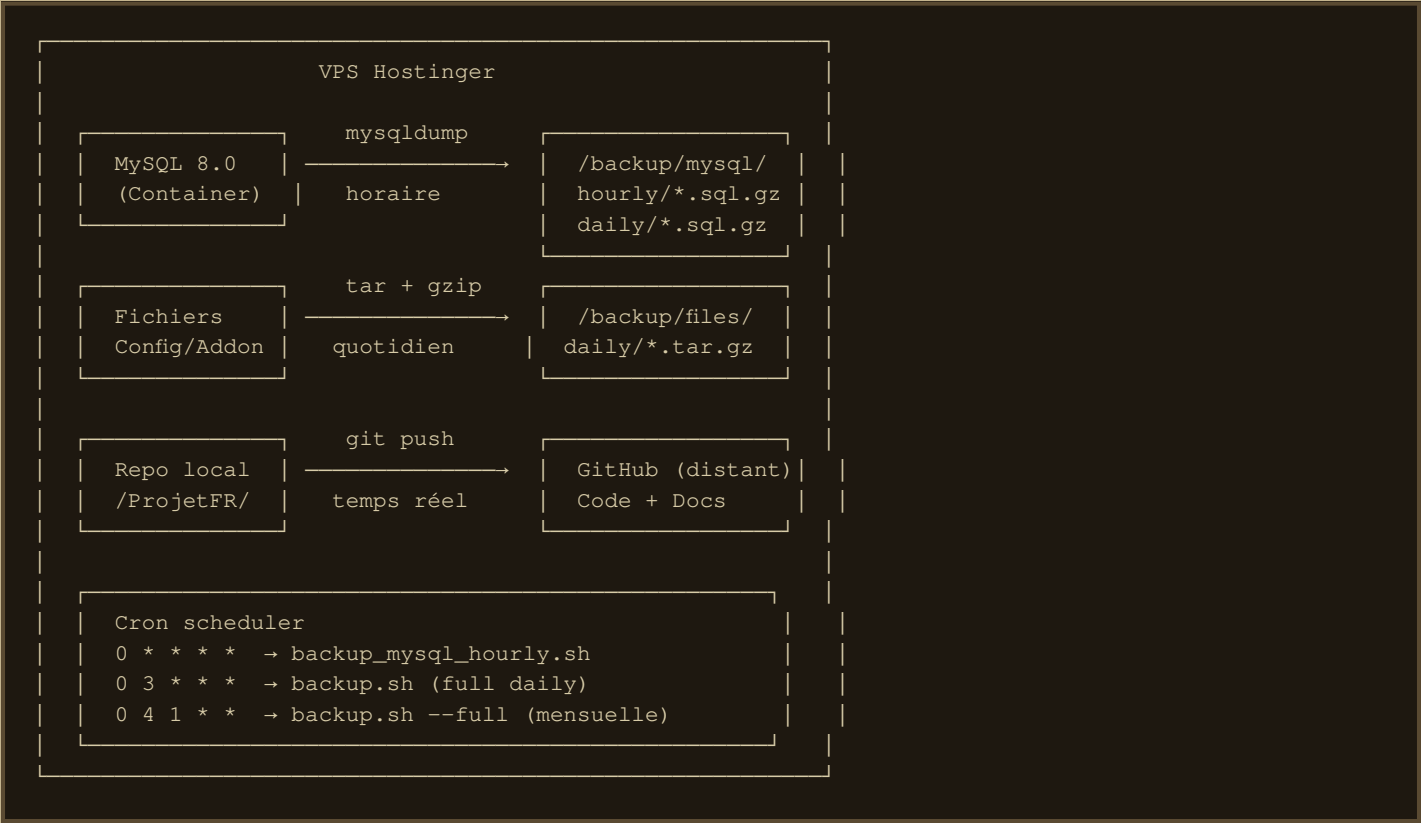 VPS Hostinger
mysqldump
MySQL 8.0 → /backup/mysql/
(Container) horaire hourly/*.sql.gz
daily/*.sql.gz
tar + gzip
Fichiers → /backup/files/
Config/Addon quotidien daily/*.tar.gz
git push
Repo local → GitHub (distant)
/ProjetFR/ temps réel Code + Docs
Cron scheduler
0 * * * * → backup_mysql_hourly.sh
0 3 * * * → backup.sh (full daily)
0 4 1 * * → backup.sh --full (mensuelle)